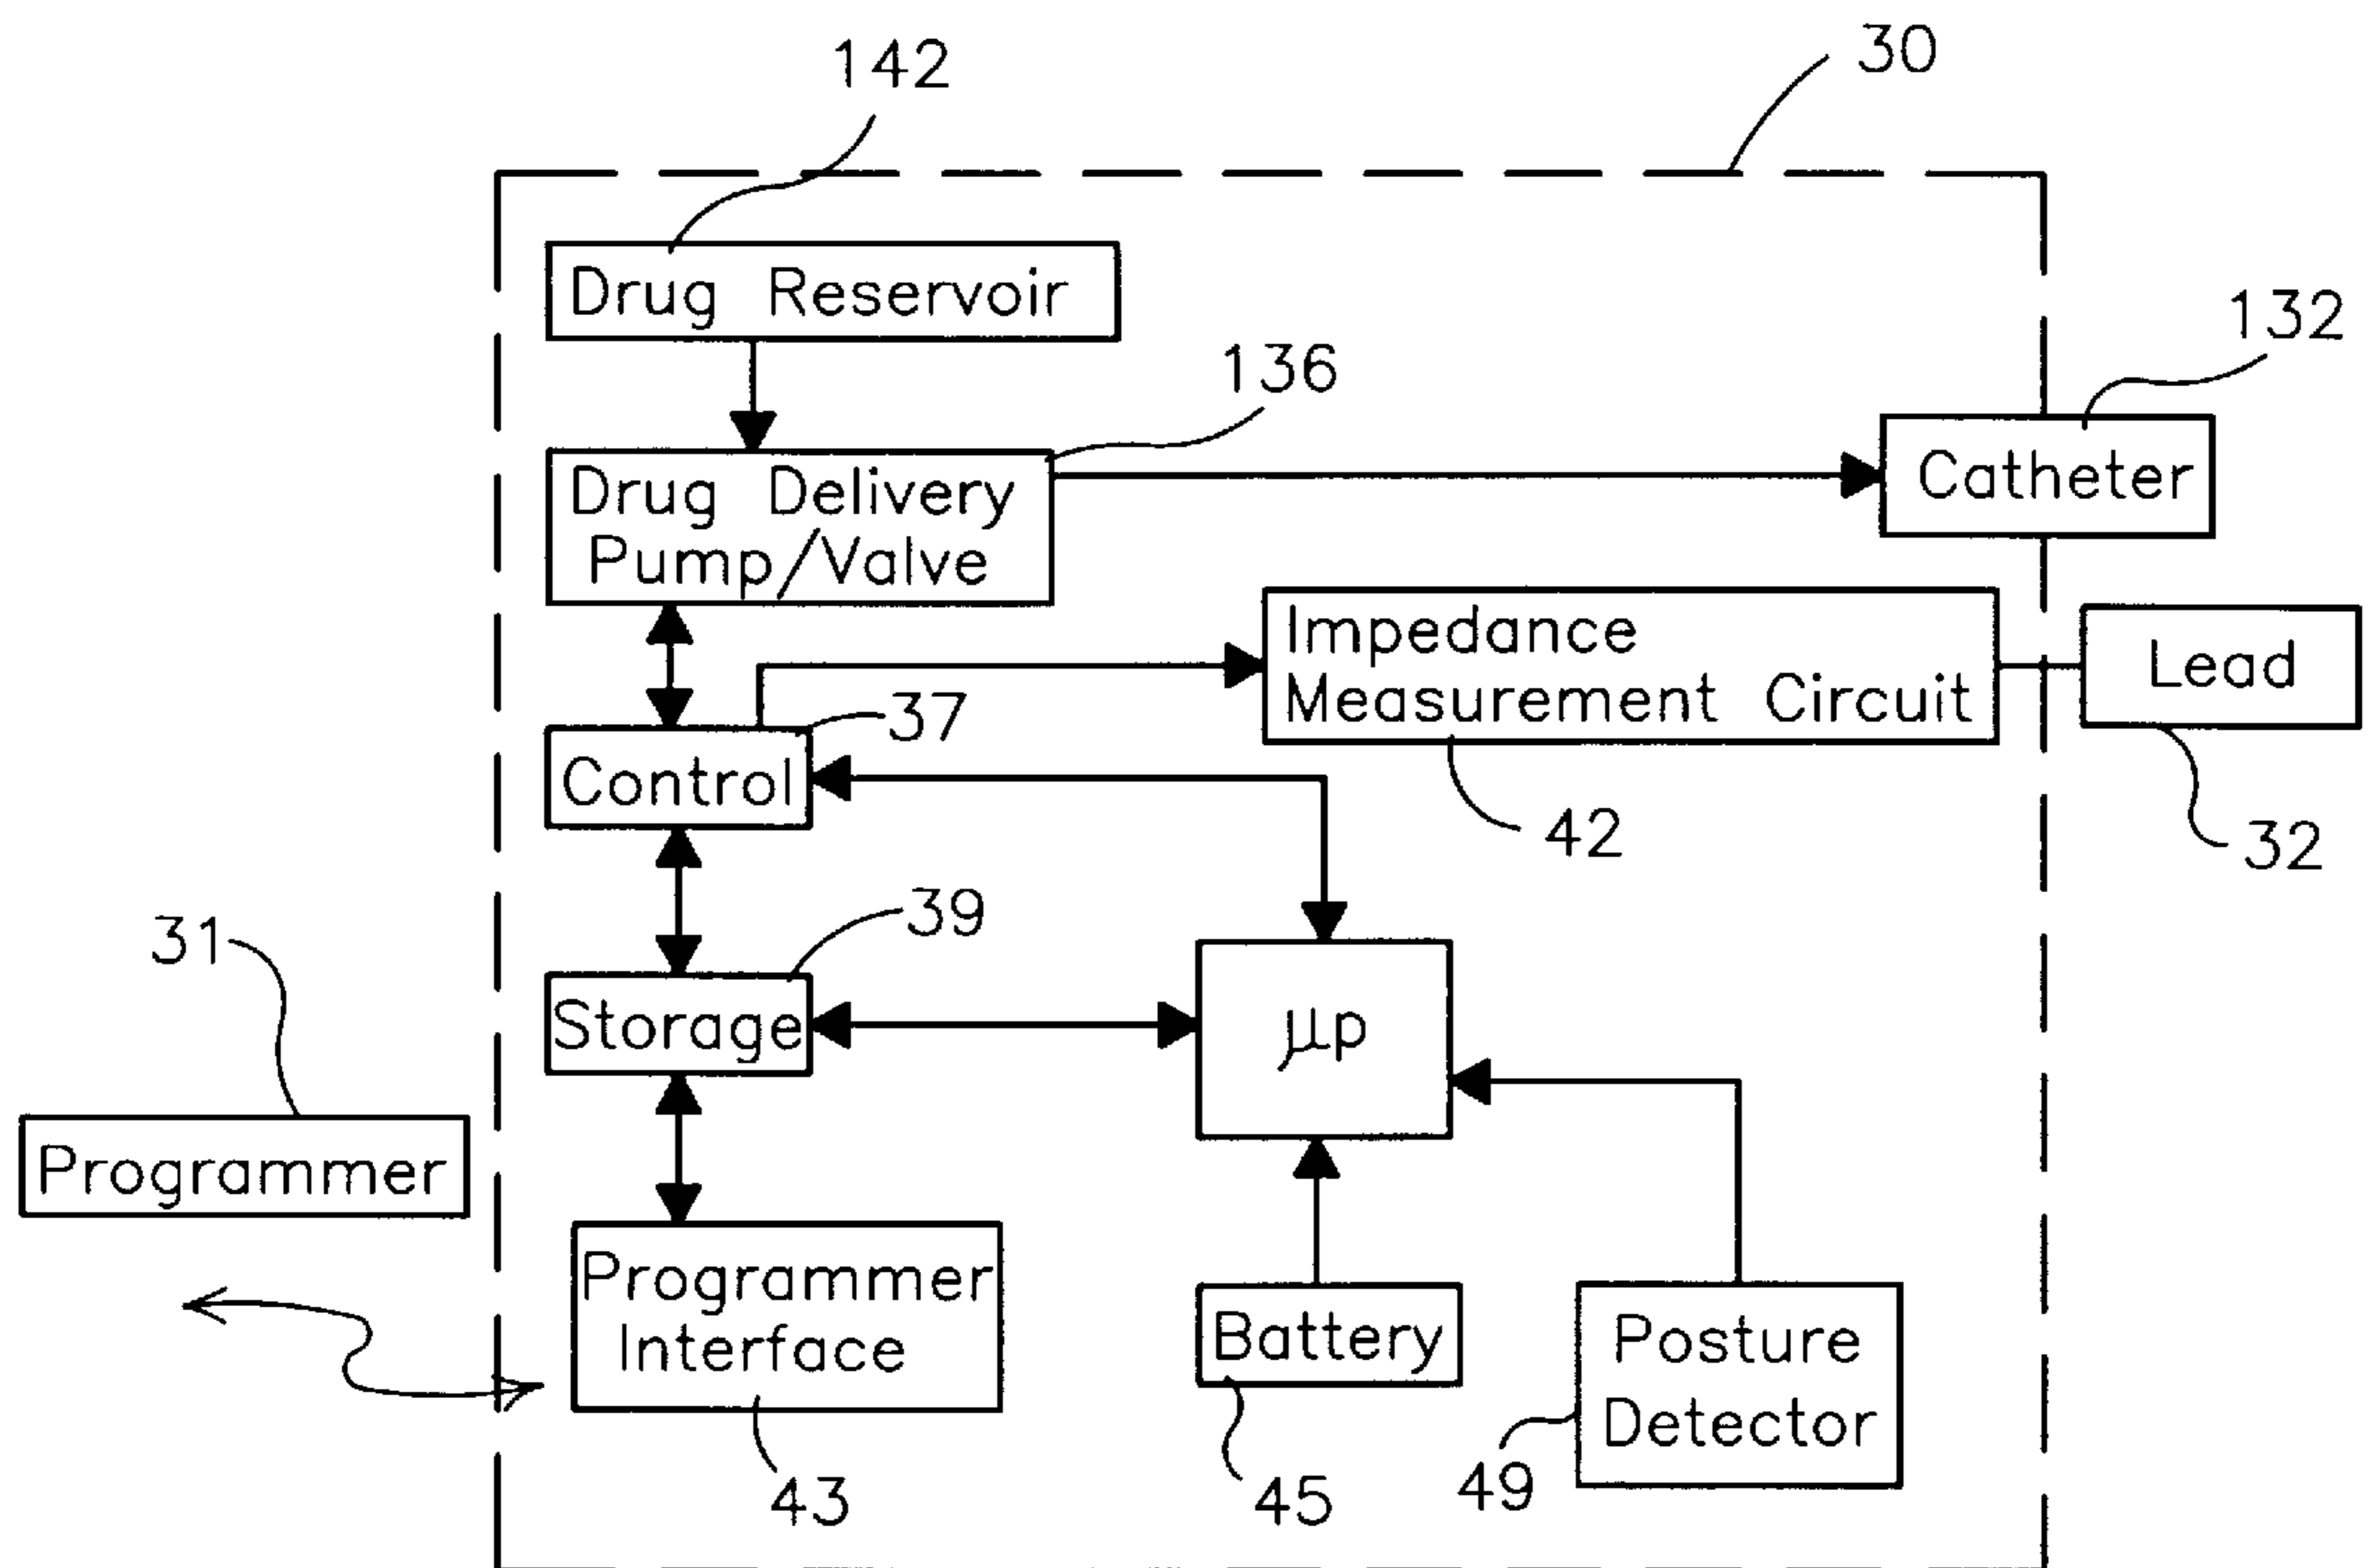 142
30
Drug Reservoir
132
136
Drug Delivery
Pump/Valve
Catheter
Impedance
Measurement Circuit
Lead
37
Control
42
32
39
31
Storage
μp
Programmer
Programmer
Interface
Battery
Posture
Detector
43
45
49